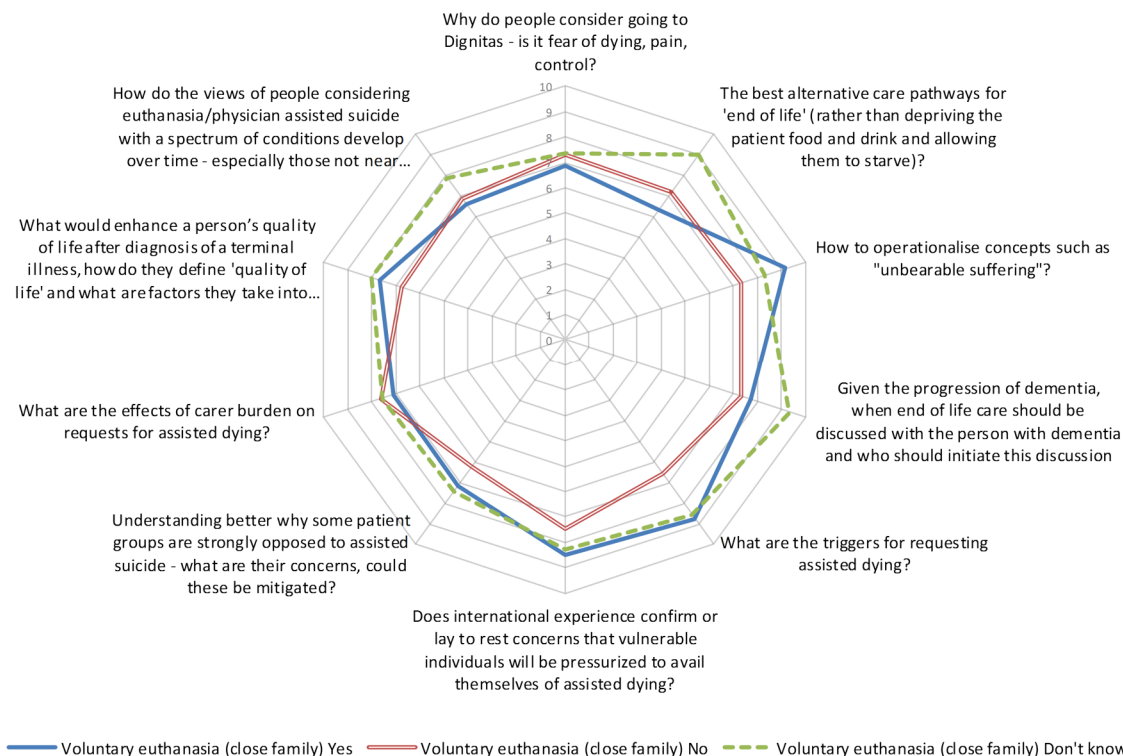 Why do people consider going to
Dignitas - is it fear of dying, pain,
control?
How do the views of people considering
euthanasia/physician assisted suicide
with a spectrum of conditions develop
over time - especially those not near...
The best alternative care pathways for
'end of life' (rather than depriving the
patient food and drink and allowing
them to starve)?
10
9
8
7
6
5
4
3
2
1
0
What would enhance a person's quality
of life after diagnosis of a terminal
illness, how do they define 'quality of
life' and what are factors they take into...
How to operationalise concepts such as
"unbearable suffering"?
What are the effects of carer burden on
requests for assisted dying?
Given the progression of dementia,
when end of life care should be
discussed with the person with dementia
and who should initiate this discussion
Understanding better why some patient
groups are strongly opposed to assisted
suicide - what are their concerns, could
these be mitigated?
What are the triggers for requesting
assisted dying?
Does international experience confirm or
lay to rest concerns that vulnerable
individuals will be pressurized to avail
themselves of assisted dying?
Voluntary euthanasia (close family) Yes
Voluntary euthanasia (close family) No
Voluntary euthanasia (close family) Don't know